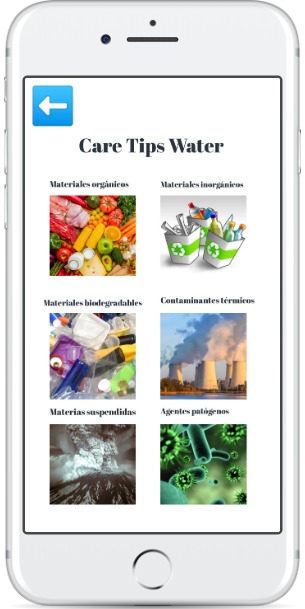 Care Tips Water
Materiales orgánicos
Materiales inorgánicos
Materiales biodegradables
Contaminantes térmicos
Materias suspendidas
Agentes patógenos